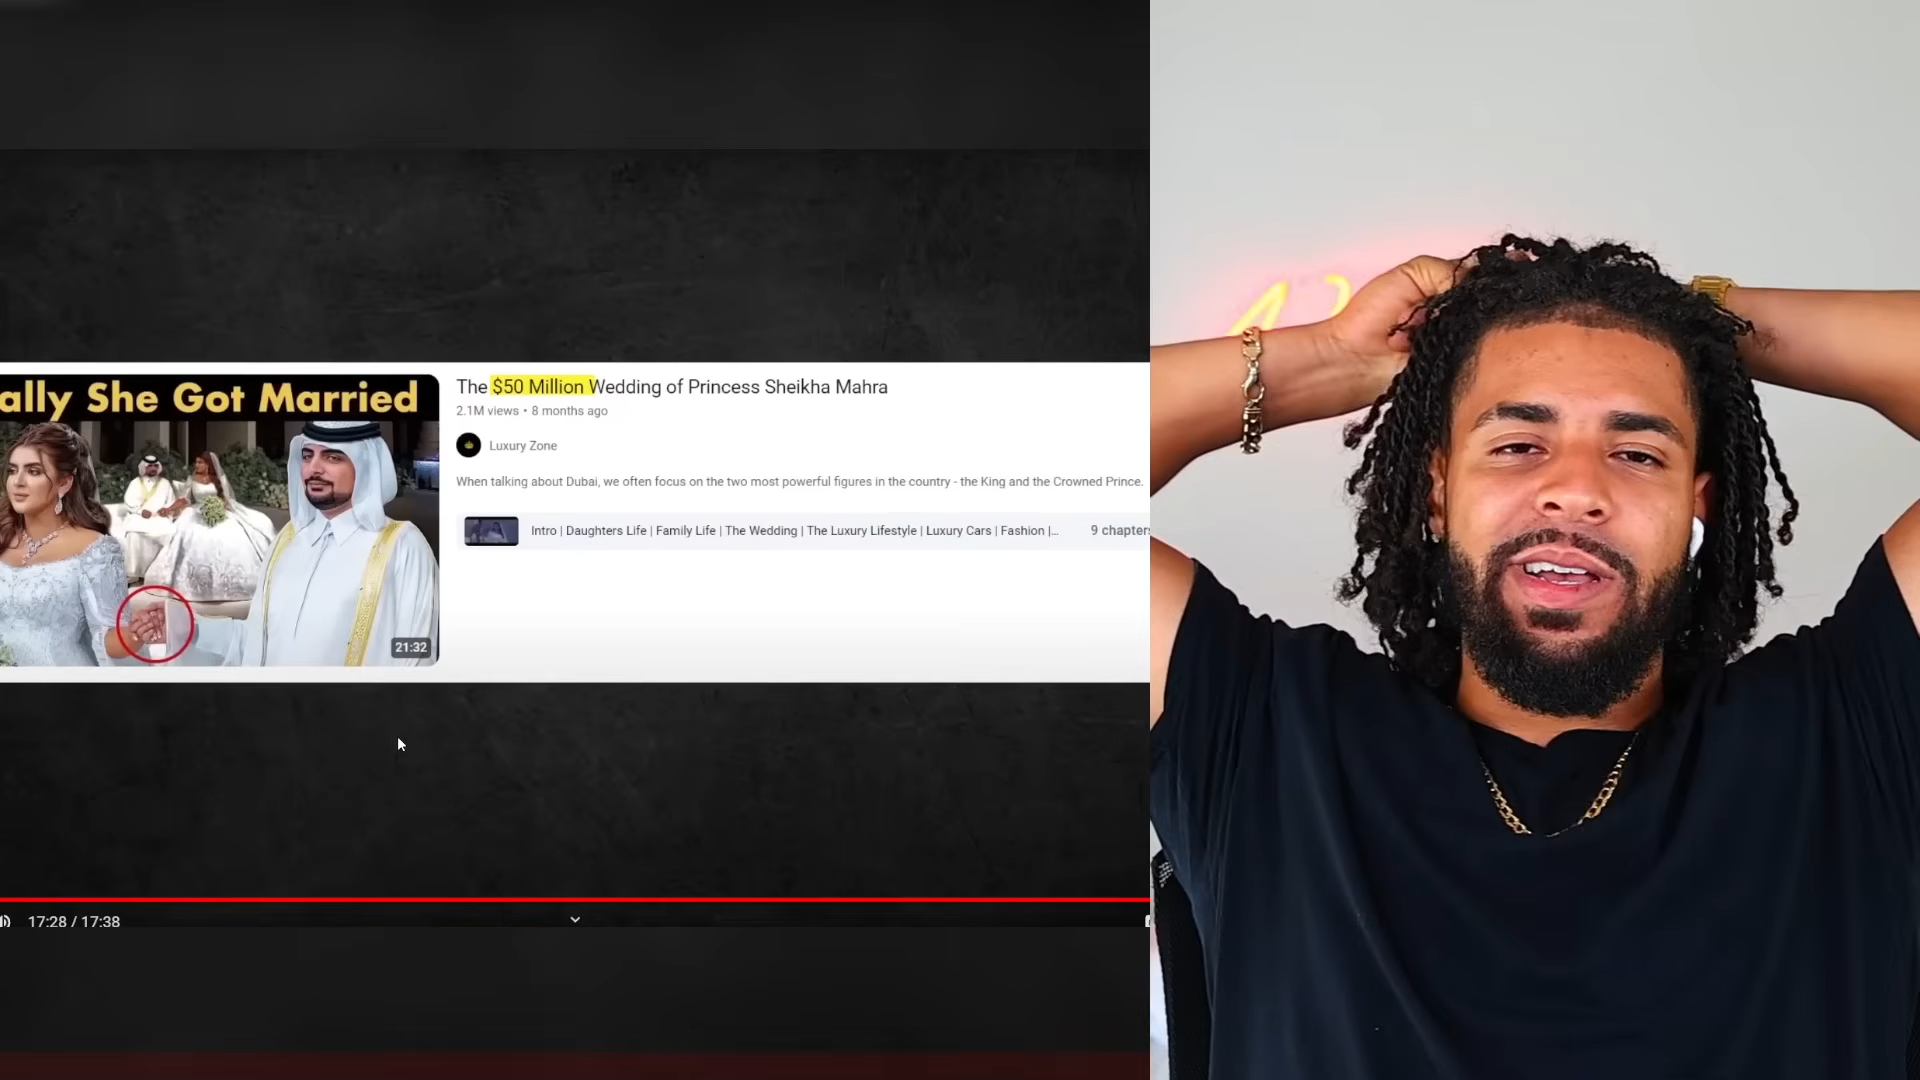 ally She Got Married
21:32
The $50 Million Wedding of Princess Sheikha Mahra
2.1M views • 8 months ago
Luxury Zone
When talking about Dubai, we often focus on the two most powerful figures in the country - the King and the Crowned Prince.
Intro | Daughters Life | Family Life | The Wedding | The Luxury Lifestyle | Luxury Cars | Fashion |... 9 chapters
17:28 / 17:38